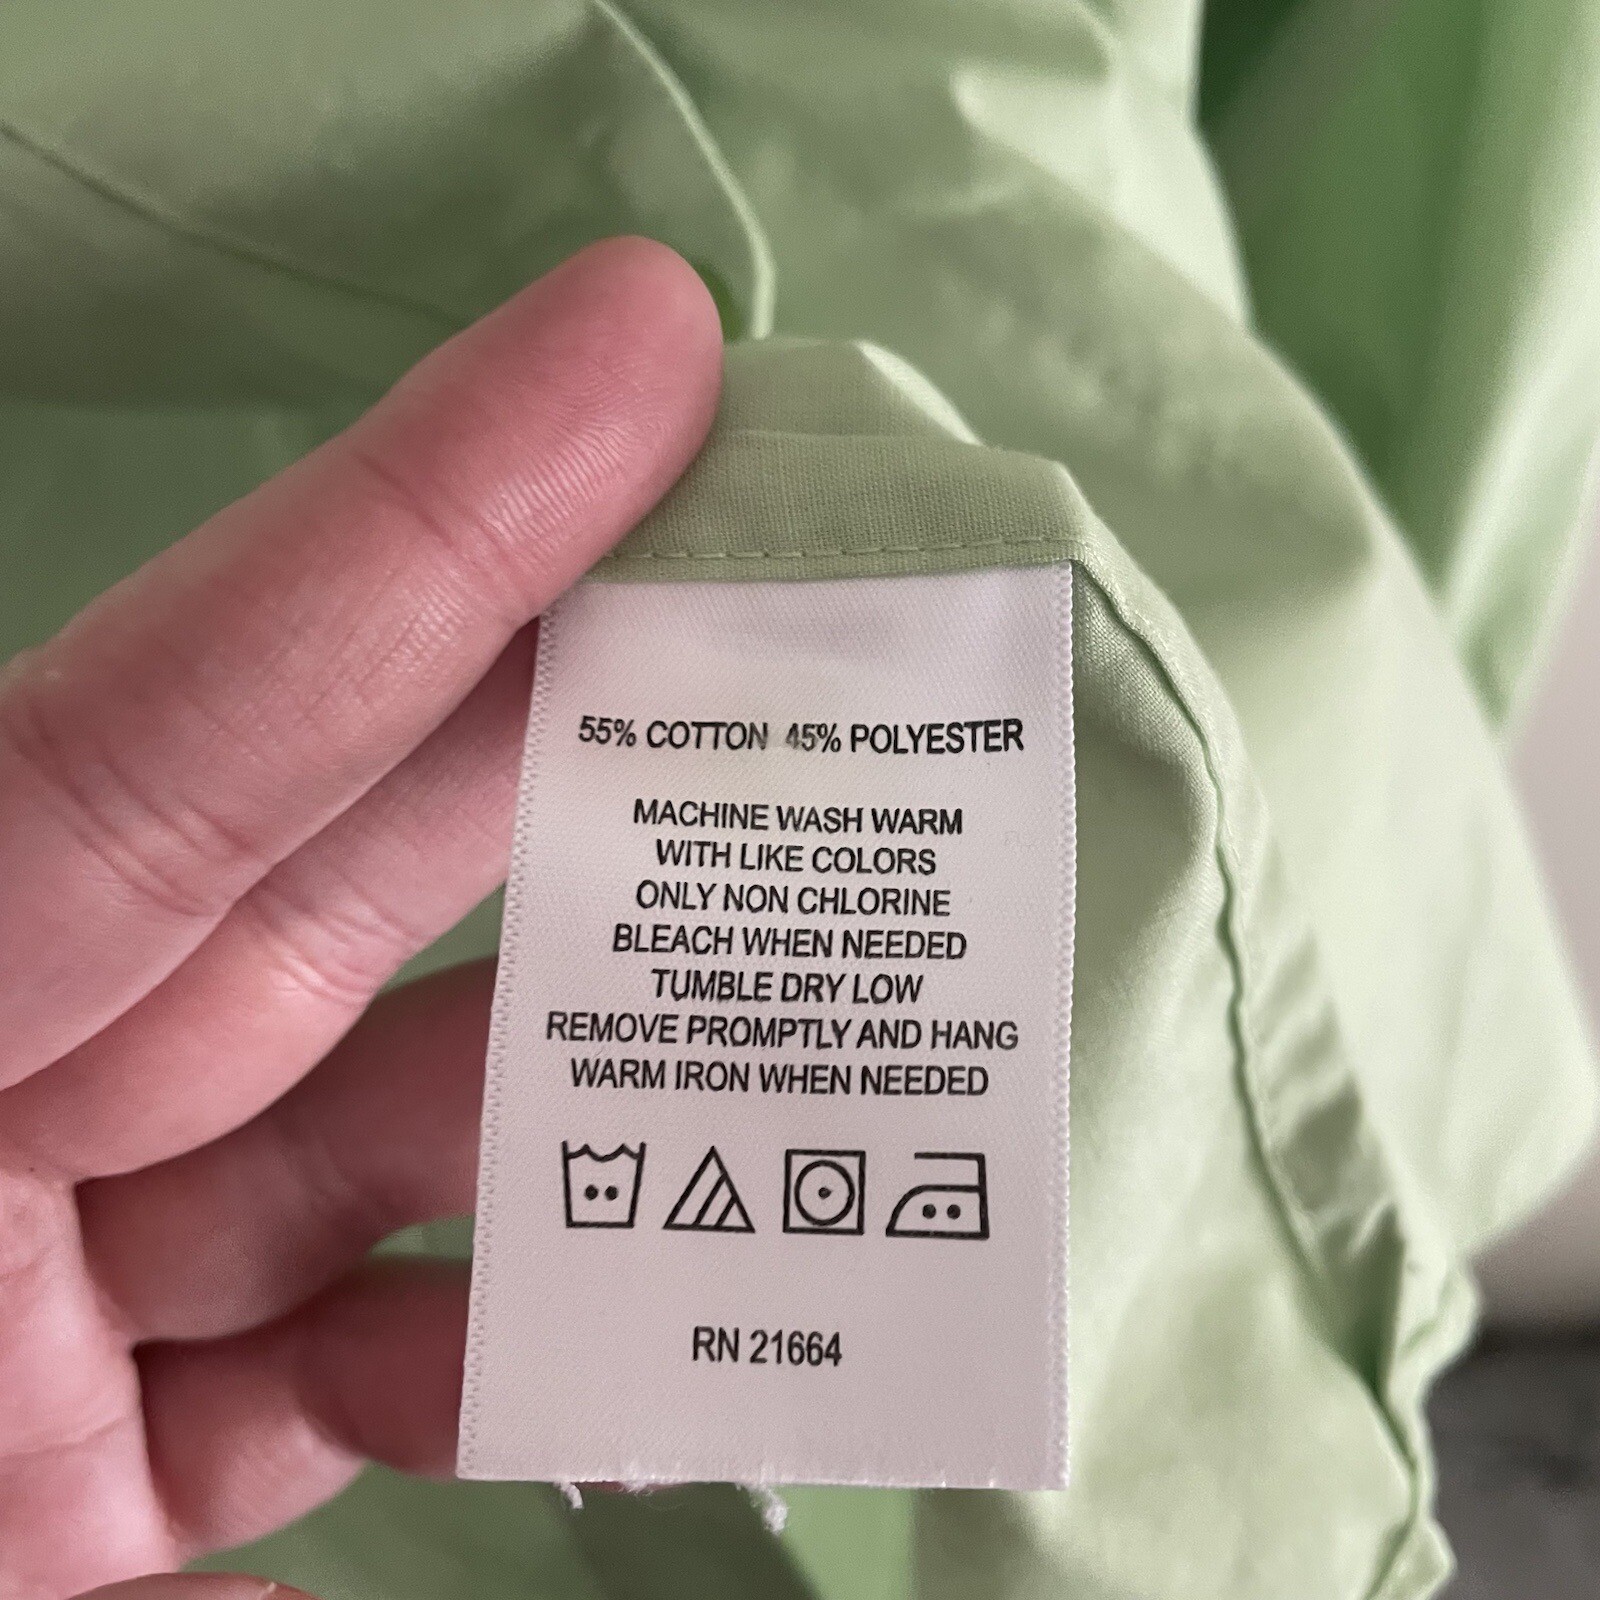 55% COTTON 45% POLYESTER
MACHINE WASH WARM
WITH LIKE COLORS
ONLY NON CHLORINE
BLEACH WHEN NEEDED
TUMBLE DRY LOW
REMOVE PROMPTLY AND HANG
WARM IRON WHEN NEEDED
RN 21664